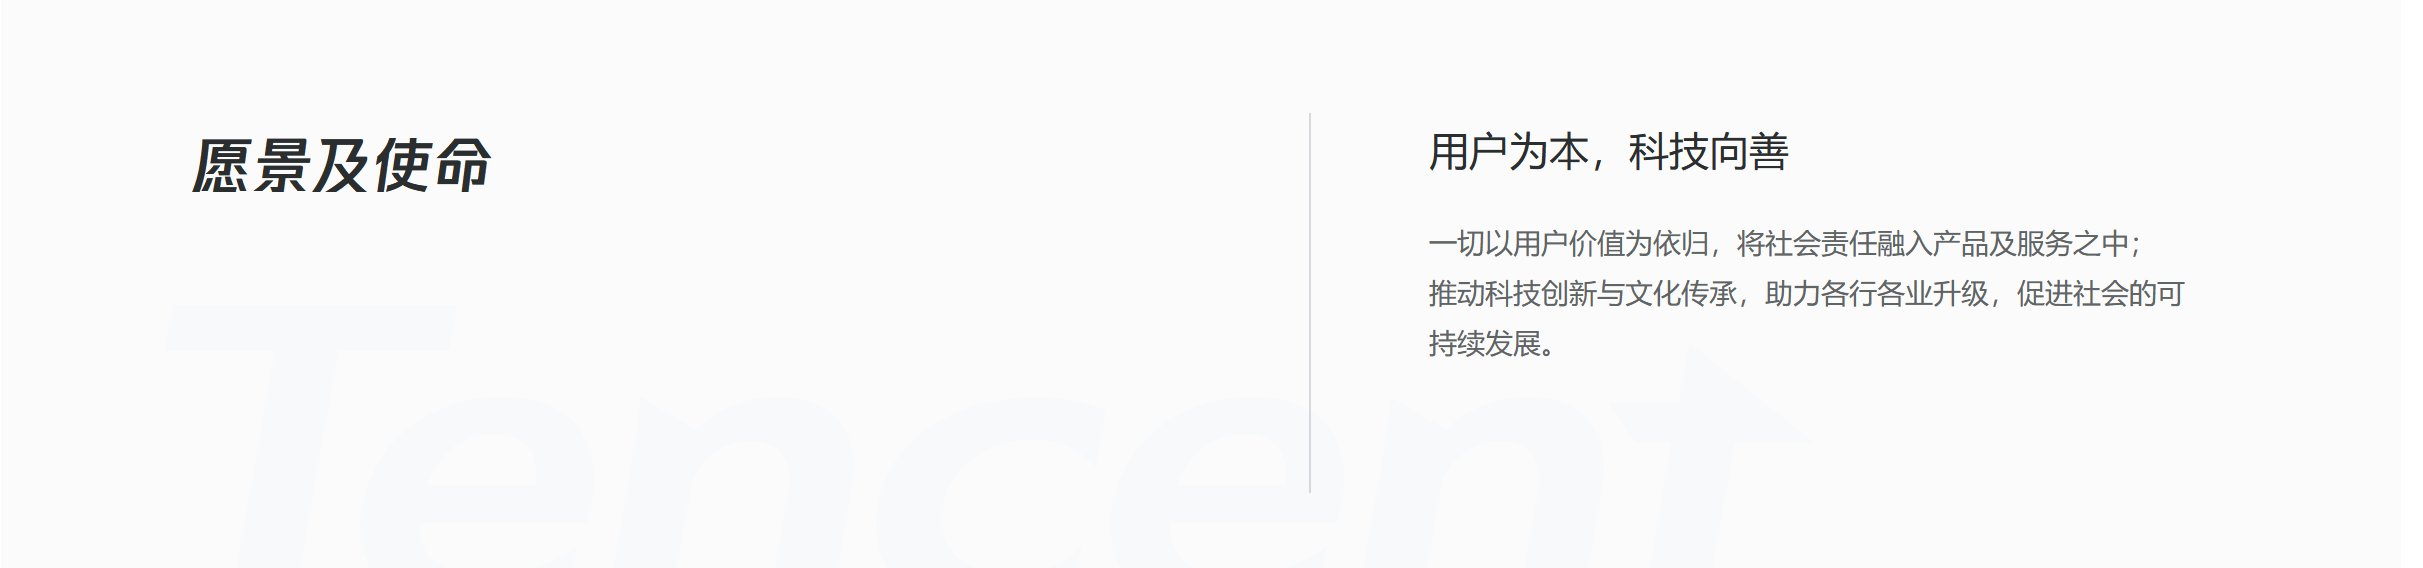 愿景及使命
用户为本，科技向善
一切以用户价值为依归，将社会责任融入产品及服务之中；
推动科技创新与文化传承，助力各行各业升级，促进社会的可
持续发展。
Tencent